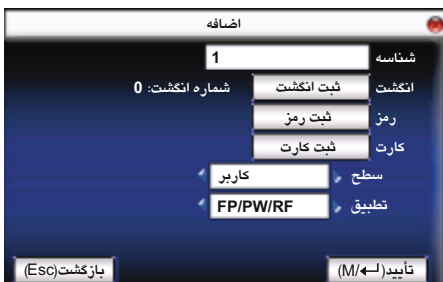 اضافه
شناسه 1
انگشت ثبت انگشت شماره انگشت: 0
رمز ثبت رمز
کارت ثبت کارت
سطح کاربر
تطبیق FP/PW/RF
تأیید(M/↵) بازگشت(Esc)